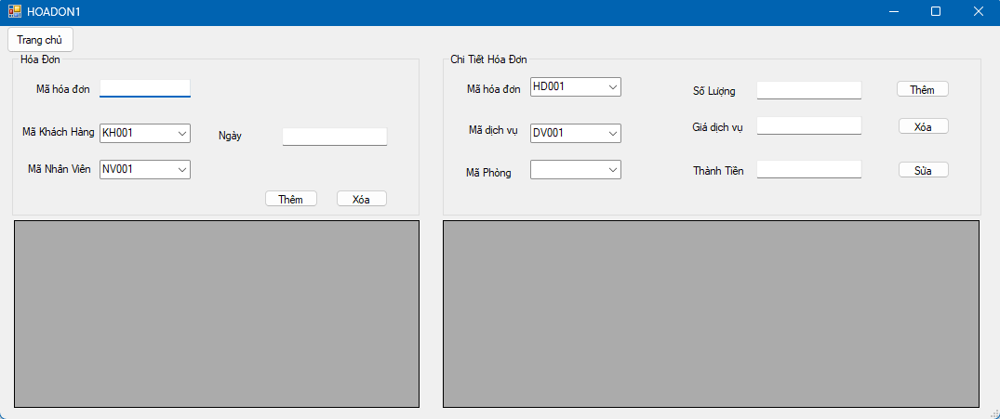 HOADON1
Trang chủ
Hóa Đơn
Mã hóa đơn
Mã Khách Hàng KH001 Ngày
Mã Nhân Viên NV001
Thêm Xóa
Chi Tiết Hóa Đơn
Mã hóa đơn HD001 Số Lượng Thêm
Mã dịch vụ DV001 Giá dịch vụ Xóa
Mã Phòng Thành Tiền Sửa